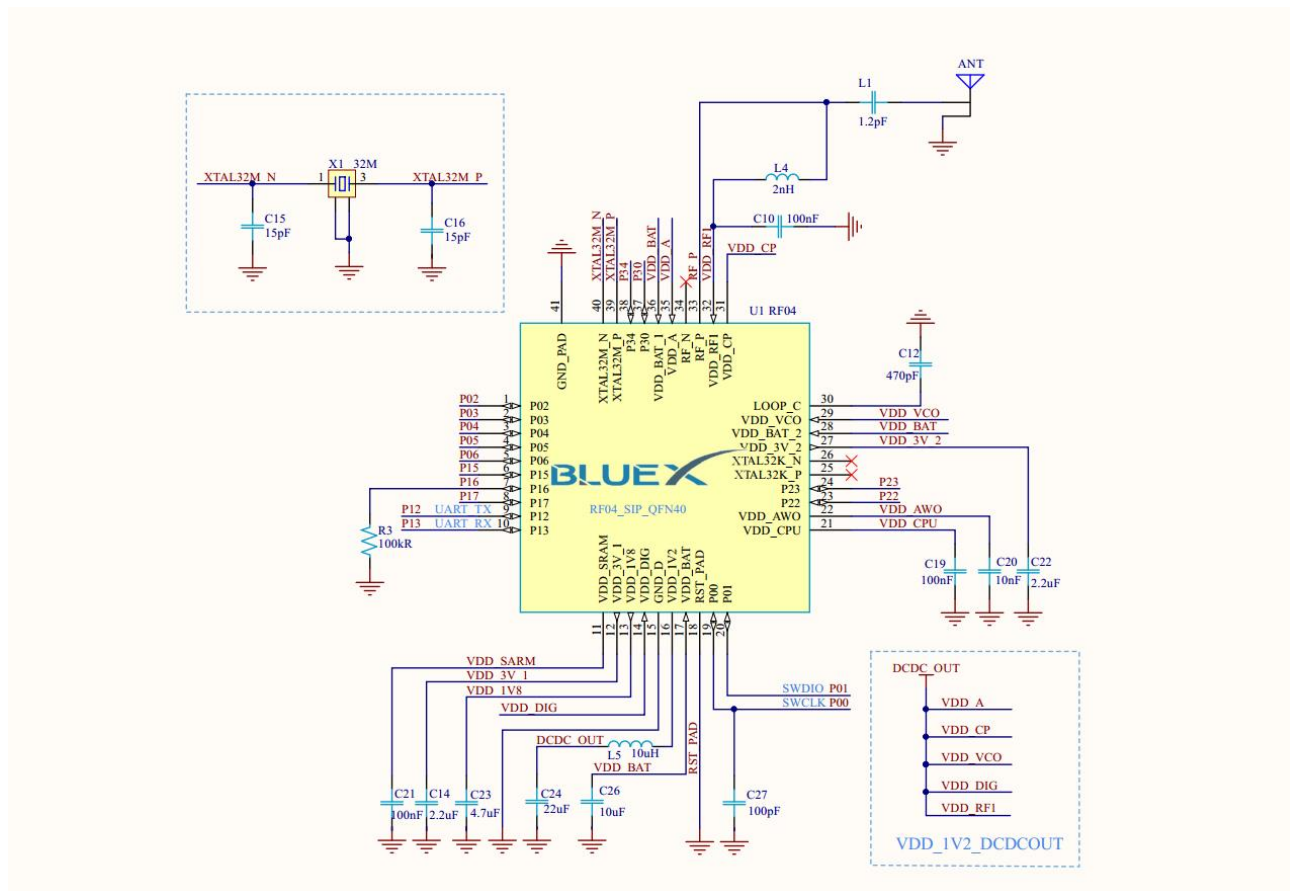 ANT
L1
1.2pF
L4
2nH
C10 100nF
VDD_CP
X1 32M
XTAL32M_N 1 3 XTAL32M_P
C15
15pF
C16
15pF
XTAL32M_N
XTAL32M_P
P34
P30
VDD_BAT
VDD_A
RF_P
VDD_RF1
41
40
39
38
37
36
35
34
33
32
31
U1 RF04
GND_PAD
XTAL32M_N
XTAL32M_P
P34
P30
VDD_BAT_1
VDD_A
RF_N
RF_P
VDD_RF1
VDD_CP
C12
470pF
P02 1 P02
P03 2 P03
P04 3 P04
P05 4 P05
P06 5 P06
P15 6 P15
P16 7 P16
P17 8 P17
P12 UART_TX 9 P12
P13 UART_RX 10 P13
LOOP_C 30
VDD_VCO 29 VDD_VCO
VDD_BAT_2 28 VDD_BAT
VDD_3V_2 27 VDD_3V_2
XTAL32K_N 26
XTAL32K_P 25
P23 24 P23
P22 23 P22
VDD_AWO 22 VDD_AWO
VDD_CPU 21 VDD_CPU
BLUEX
RF04_SIP_QFN40
R3
100kR
VDD_SRAM
VDD_3V_1
VDD_1V8
VDD_DIG
GND_D
VDD_1V2
VDD_BAT
RST_PAD
P00
P01
11
12
13
14
15
16
17
18
19
20
C19
100nF
C20
10nF
C22
2.2uF
VDD_SARM
VDD_3V_1
VDD_1V8
VDD_DIG
DCDC_OUT
L5 10uH
VDD_BAT
RST_PAD
SWDIO P01
SWCLK P00
C21
100nF
C14
2.2uF
C23
4.7uF
C24
22uF
C26
10uF
C27
100pF
DCDC_OUT
VDD_A
VDD_CP
VDD_VCO
VDD_DIG
VDD_RF1
VDD_1V2_DCDCOUT